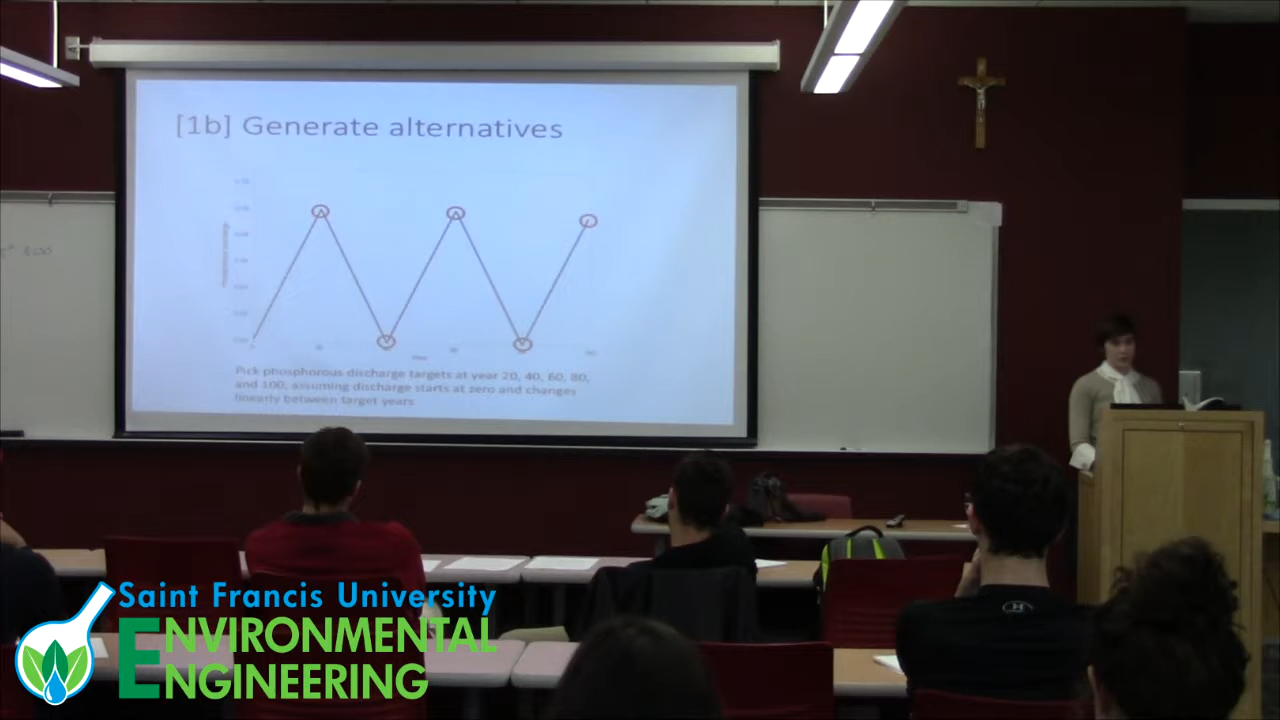 [1b] Generate alternatives
Pick phosphorous discharge targets at year 20, 40, 60, 80,
and 100, assuming discharge starts at zero and changes
linearly between target years
Saint Francis University
ENVIRONMENTAL
ENGINEERING